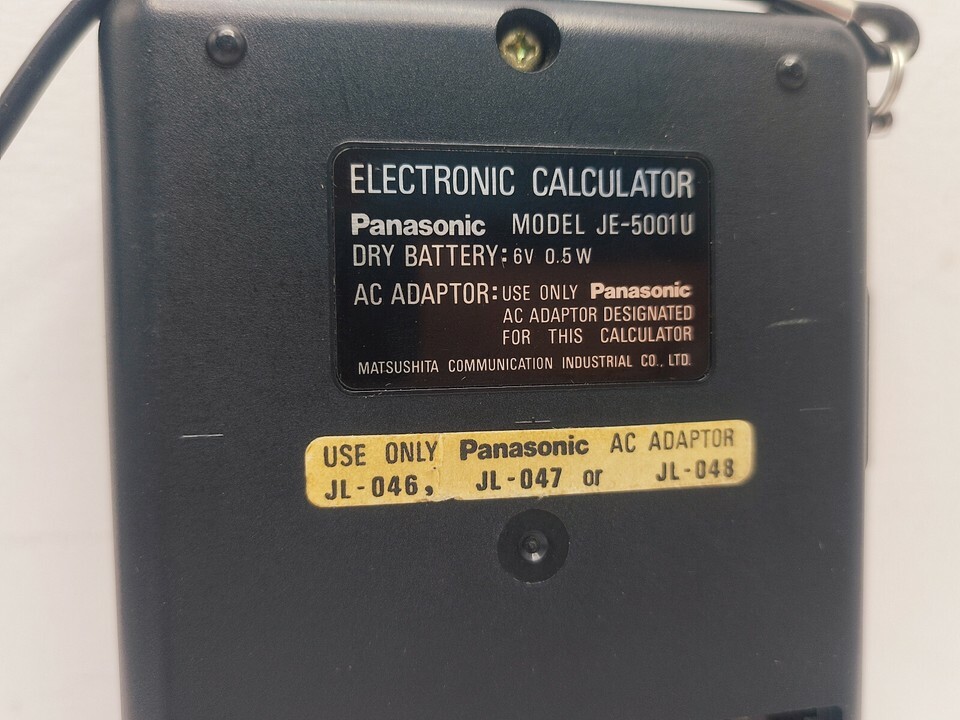 ELECTRONIC CALCULATOR
Panasonic MODEL JE-5001U
DRY BATTERY: 6V 0.5W
AC ADAPTOR: USE ONLY Panasonic
AC ADAPTOR DESIGNATED
FOR THIS CALCULATOR
MATSUSHITA COMMUNICATION INDUSTRIAL CO., LTD.
USE ONLY Panasonic AC ADAPTOR
JL-046, JL-047 or JL-048